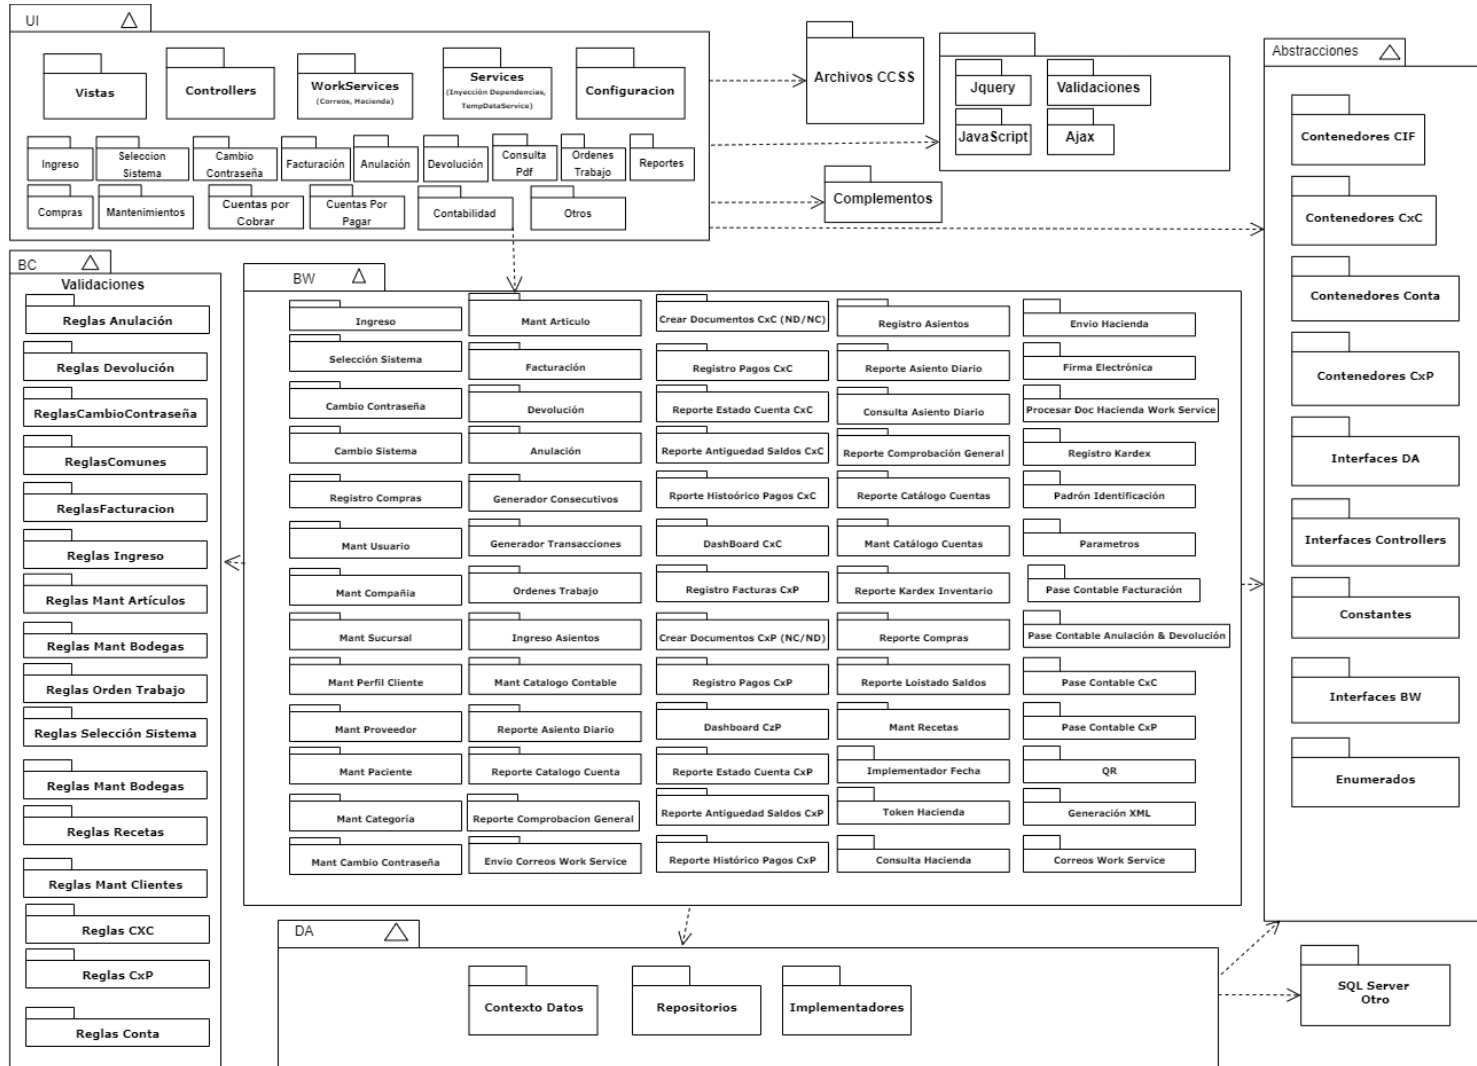 UI
Vistas
Controllers
WorkServices
(Correos, Hacienda)
Services
(Inyección Dependencias,
TempDataService)
Configuracion
Ingreso
Seleccion
Sistema
Cambio
Contraseña
Facturación
Anulación
Devolución
Consulta
Pdf
Ordenes
Trabajo
Reportes
Compras
Mantenimientos
Cuentas por
Cobrar
Cuentas Por
Pagar
Contabilidad
Otros
Archivos CCSS
Jquery
Validaciones
JavaScript
Ajax
Complementos
Abstracciones
Contenedores CIF
Contenedores CxC
Contenedores Conta
Contenedores CxP
Interfaces DA
Interfaces Controllers
Constantes
Interfaces BW
Enumerados
BC
Validaciones
Reglas Anulación
Reglas Devolución
ReglasCambioContraseña
ReglasComunes
ReglasFacturacion
Reglas Ingreso
Reglas Mant Artículos
Reglas Mant Bodegas
Reglas Orden Trabajo
Reglas Selección Sistema
Reglas Mant Bodegas
Reglas Recetas
Reglas Mant Clientes
Reglas CXC
Reglas CxP
Reglas Conta
BW
Ingreso
Selección Sistema
Cambio Contraseña
Cambio Sistema
Registro Compras
Mant Usuario
Mant Compañia
Mant Sucursal
Mant Perfil Cliente
Mant Proveedor
Mant Paciente
Mant Categoría
Mant Cambio Contraseña
Mant Articulo
Facturación
Devolución
Anulación
Generador Consecutivos
Generador Transacciones
Ordenes Trabajo
Ingreso Asientos
Mant Catalogo Contable
Reporte Asiento Diario
Reporte Catalogo Cuenta
Reporte Comprobacion General
Envio Correos Work Service
Crear Documentos CxC (ND/NC)
Registro Pagos CxC
Reporte Estado Cuenta CxC
Reporte Antiguedad Saldos CxC
Rporte Histoórico Pagos CxC
DashBoard CxC
Registro Facturas CxP
Crear Documentos CxP (NC/ND)
Registro Pagos CxP
Dashboard CzP
Reporte Estado Cuenta CxP
Reporte Antiguedad Saldos CxP
Reporte Histórico Pagos CxP
Registro Asientos
Reporte Asiento Diario
Consulta Asiento Diario
Reporte Comprobación General
Reporte Catálogo Cuentas
Mant Catálogo Cuentas
Reporte Kardex Inventario
Reporte Compras
Reporte Loistado Saldos
Mant Recetas
Implementador Fecha
Token Hacienda
Consulta Hacienda
Envio Hacienda
Firma Electrónica
Procesar Doc Hacienda Work Service
Registro Kardex
Padrón Identificación
Parametros
Pase Contable Facturación
Pase Contable Anulación & Devolución
Pase Contable CxC
Pase Contable CxP
QR
Generación XML
Correos Work Service
DA
Contexto Datos
Repositorios
Implementadores
SQL Server
Otro